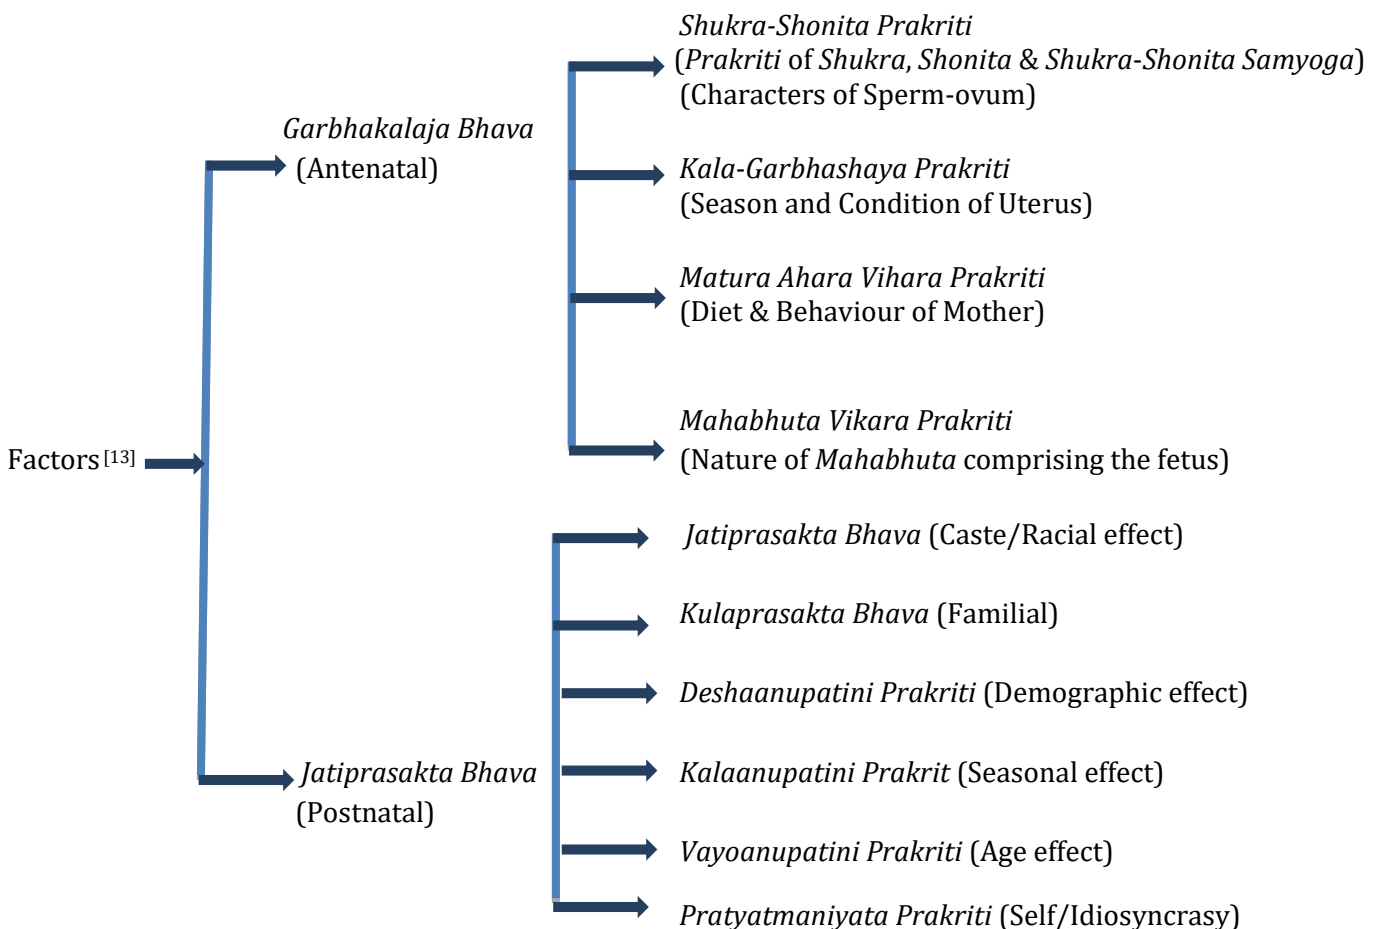 Factors[13]
Garbhakalaja Bhava
(Antenatal)
Shukra-Shonita Prakriti
(Prakriti of Shukra, Shonita & Shukra-Shonita Samyoga)
(Characters of Sperm-ovum)
Kala-Garbhashaya Prakriti
(Season and Condition of Uterus)
Matura Ahara Vihara Prakriti
(Diet & Behaviour of Mother)
Mahabhuta Vikara Prakriti
(Nature of Mahabhuta comprising the fetus)
Jatiprasakta Bhava
(Postnatal)
Jatiprasakta Bhava (Caste/Racial effect)
Kulaprasakta Bhava (Familial)
Deshaanupatini Prakriti (Demographic effect)
Kalaanupatini Prakrit (Seasonal effect)
Vayoanupatini Prakriti (Age effect)
Pratyatmaniyata Prakriti (Self/Idiosyncrasy)